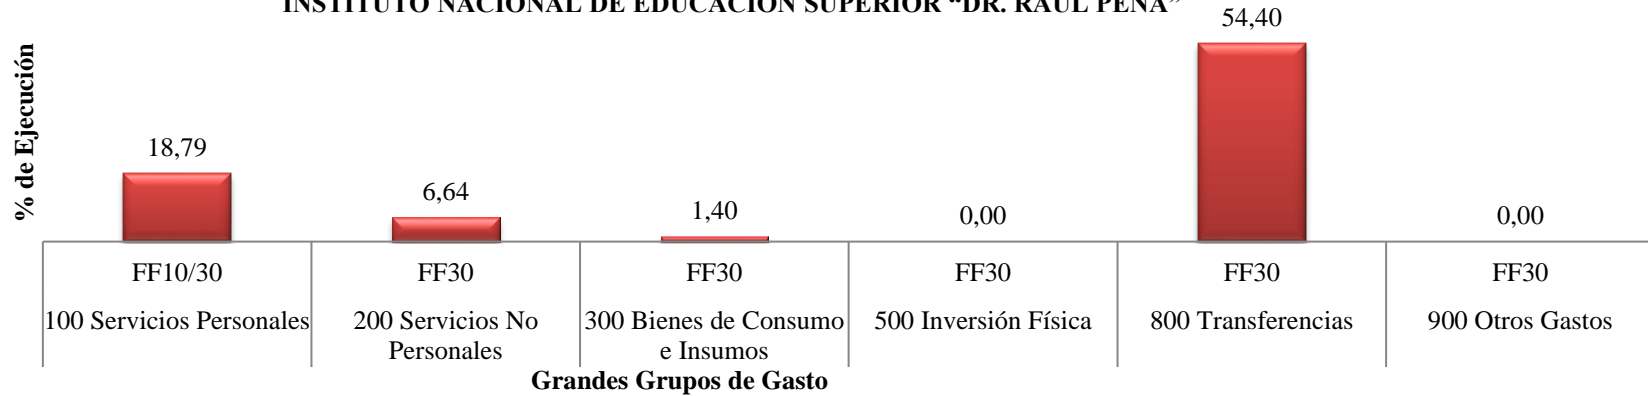 INSTITUTO NACIONAL DE EDUCACIÓN SUPERIOR “DR. RAÚL PEÑA”
% de Ejecución
54,40
18,79
6,64
1,40
0,00
0,00
FF10/30
FF30
FF30
FF30
FF30
FF30
100 Servicios Personales
200 Servicios No
Personales
300 Bienes de Consumo
e Insumos
500 Inversión Física
800 Transferencias
900 Otros Gastos
Grandes Grupos de Gasto